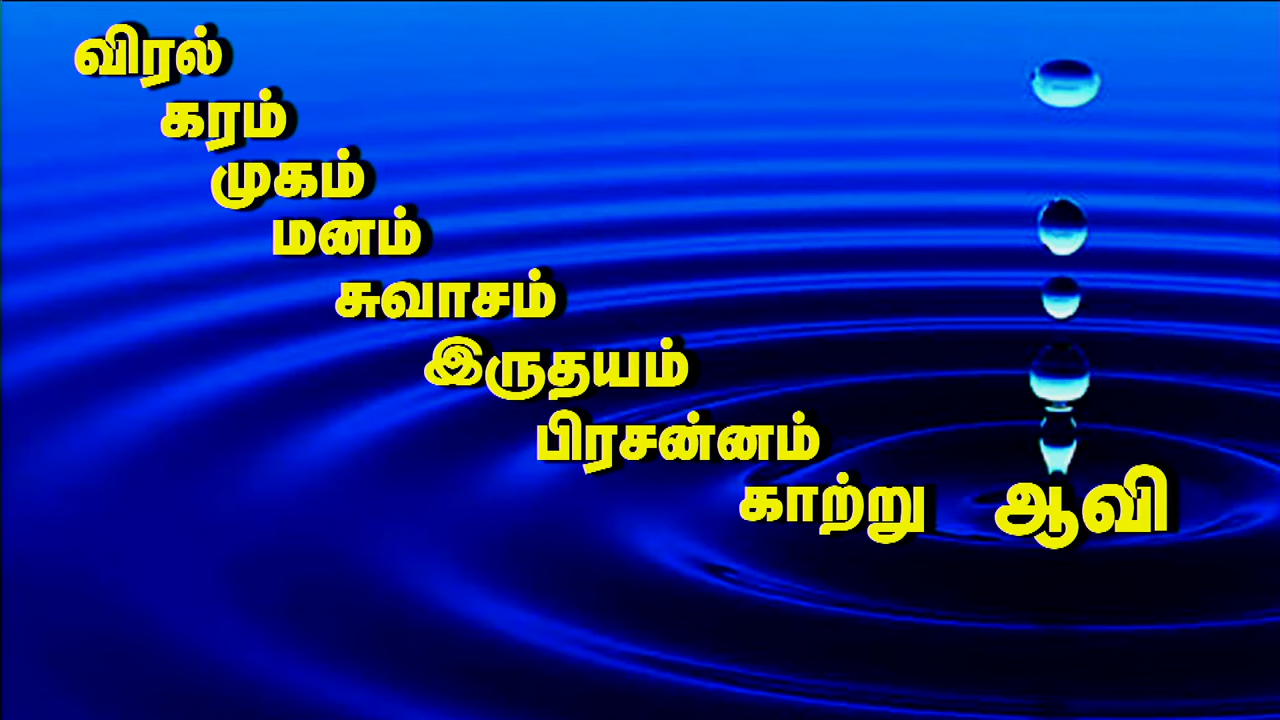 விரல்
கரம்
முகம்
மனம்
சுவாசம்
இருதயம்
பிரசன்னம்
காற்று ஆவி